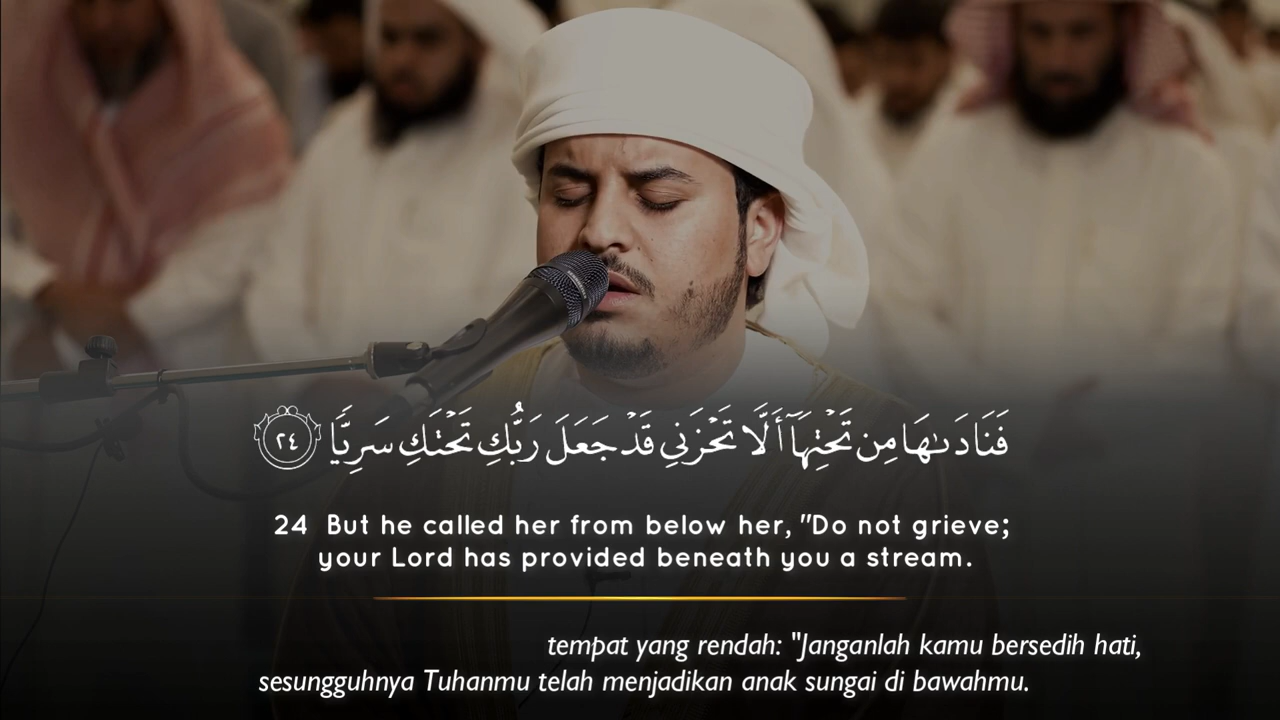 فَنَادَىٰهَا مِن تَحْتِهَآ أَلَّا تَحْزَنِى قَدْ جَعَلَ رَبُّكِ تَحْتَكِ سَرِيًّا ٢٤
24 But he called her from below her, "Do not grieve;
your Lord has provided beneath you a stream.
tempat yang rendah: "Janganlah kamu bersedih hati,
sesungguhnya Tuhanmu telah menjadikan anak sungai di bawahmu.